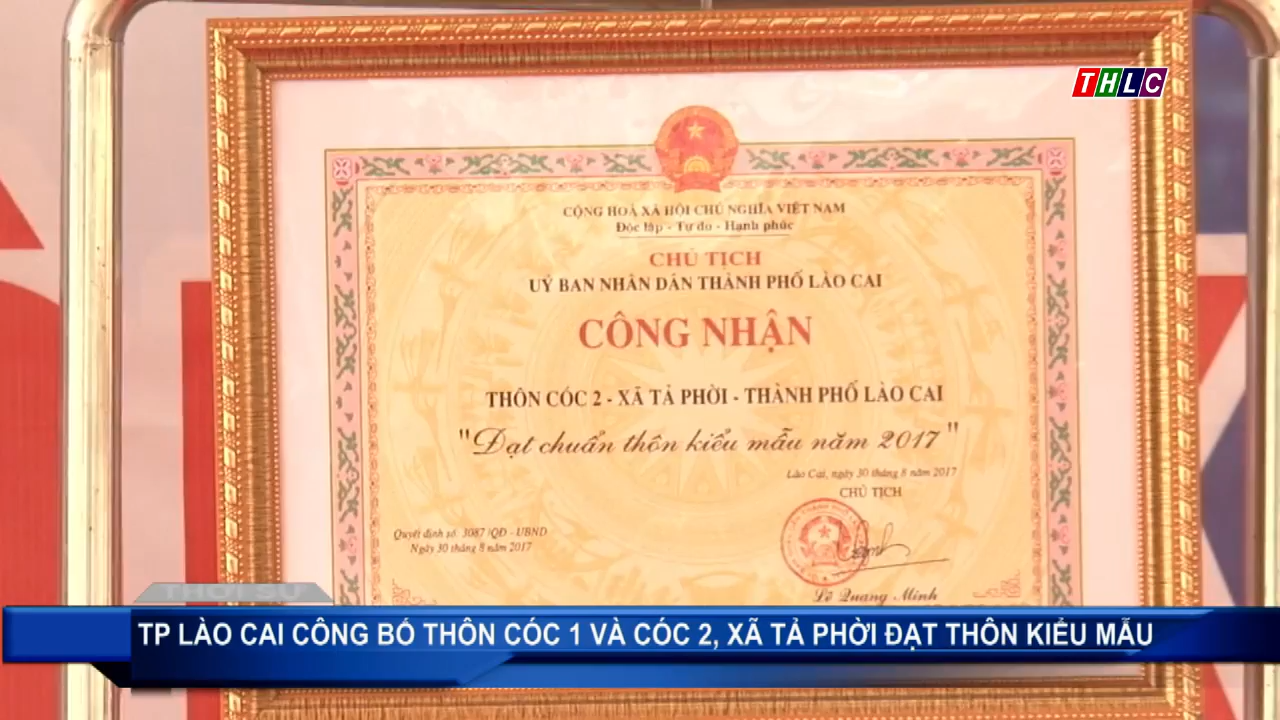 THLC
CỘNG HOÀ XÃ HỘI CHỦ NGHĨA VIỆT NAM
Độc lập - Tự do - Hạnh phúc
CHỦ TỊCH
UỶ BAN NHÂN DÂN THÀNH PHỐ LÀO CAI
CÔNG NHẬN
THÔN CÓC 2 - XÃ TẢ PHỜI - THÀNH PHỐ LÀO CAI
"Đạt chuẩn thôn kiểu mẫu năm 2017"
Lào Cai, ngày 30 tháng 8 năm 2017
CHỦ TỊCH
Quyết định số: 3087 /QĐ - UBND
Ngày 30 tháng 8 năm 2017
Lê Quang Minh
THỜI SỰ
TP LÀO CAI CÔNG BỐ THÔN CÓC 1 VÀ CÓC 2, XÃ TẢ PHỜI ĐẠT THÔN KIỂU MẪU